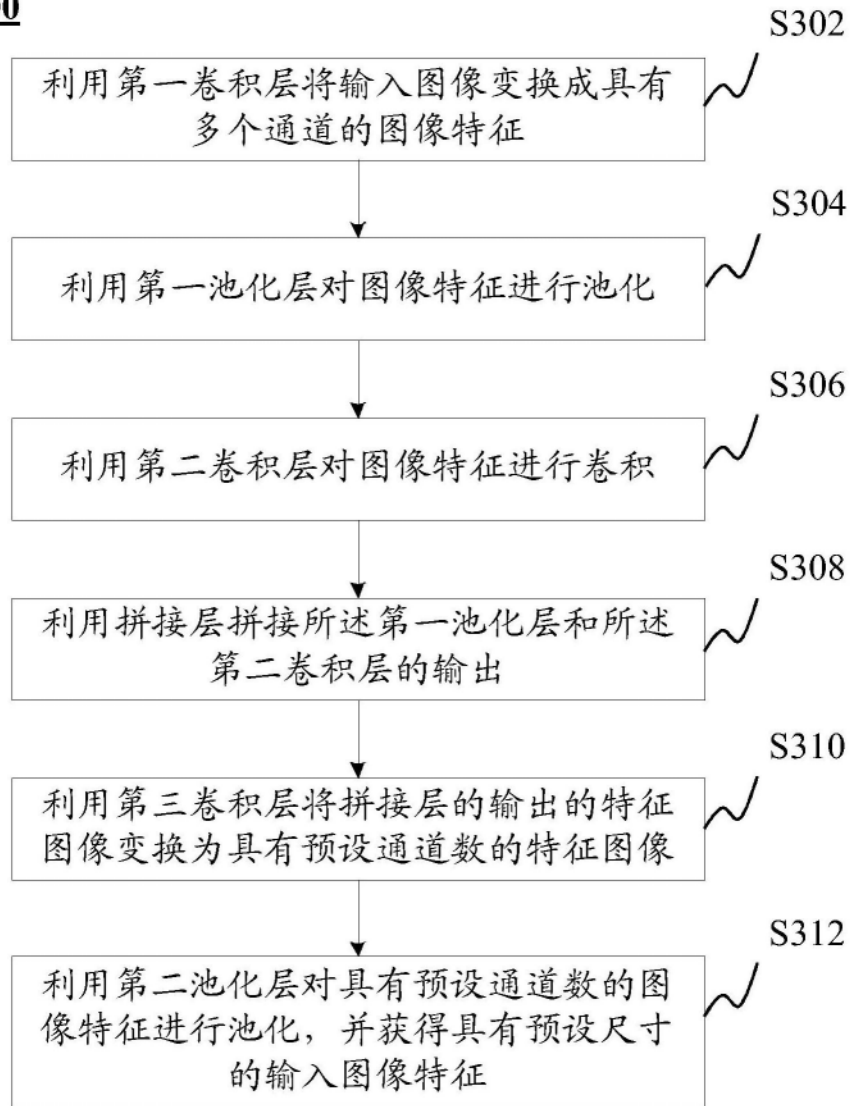 S302
利用第一卷积层将输入图像变换成具有
多个通道的图像特征
S304
利用第一池化层对图像特征进行池化
S306
利用第二卷积层对图像特征进行卷积
S308
利用拼接层拼接所述第一池化层和所述
第二卷积层的输出
S310
利用第三卷积层将拼接层的输出的特征
图像变换为具有预设通道数的特征图像
S312
利用第二池化层对具有预设通道数的图
像特征进行池化，并获得具有预设尺寸
的输入图像特征